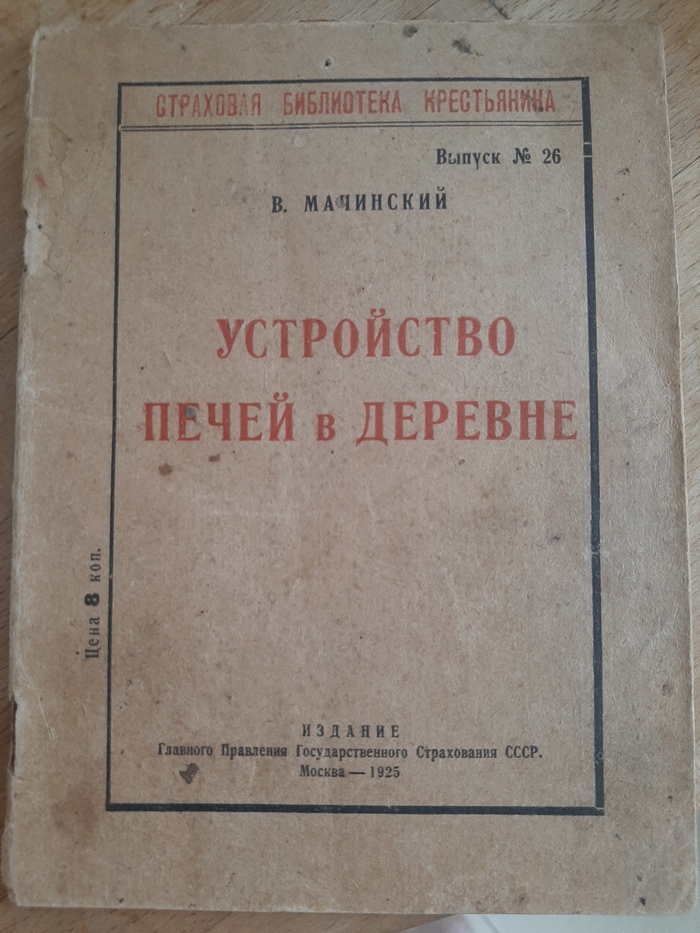 СТРАХОВАЯ БИБЛИОТЕКА КРЕСТЬЯНИНА
Выпуск № 26
В. МАЧИНСКИЙ
УСТРОЙСТВО
ПЕЧЕЙ в ДЕРЕВНЕ
Цена 8 коп.
ИЗДАНИЕ
Главного Правления Государственного Страхования СССР.
Москва — 1925